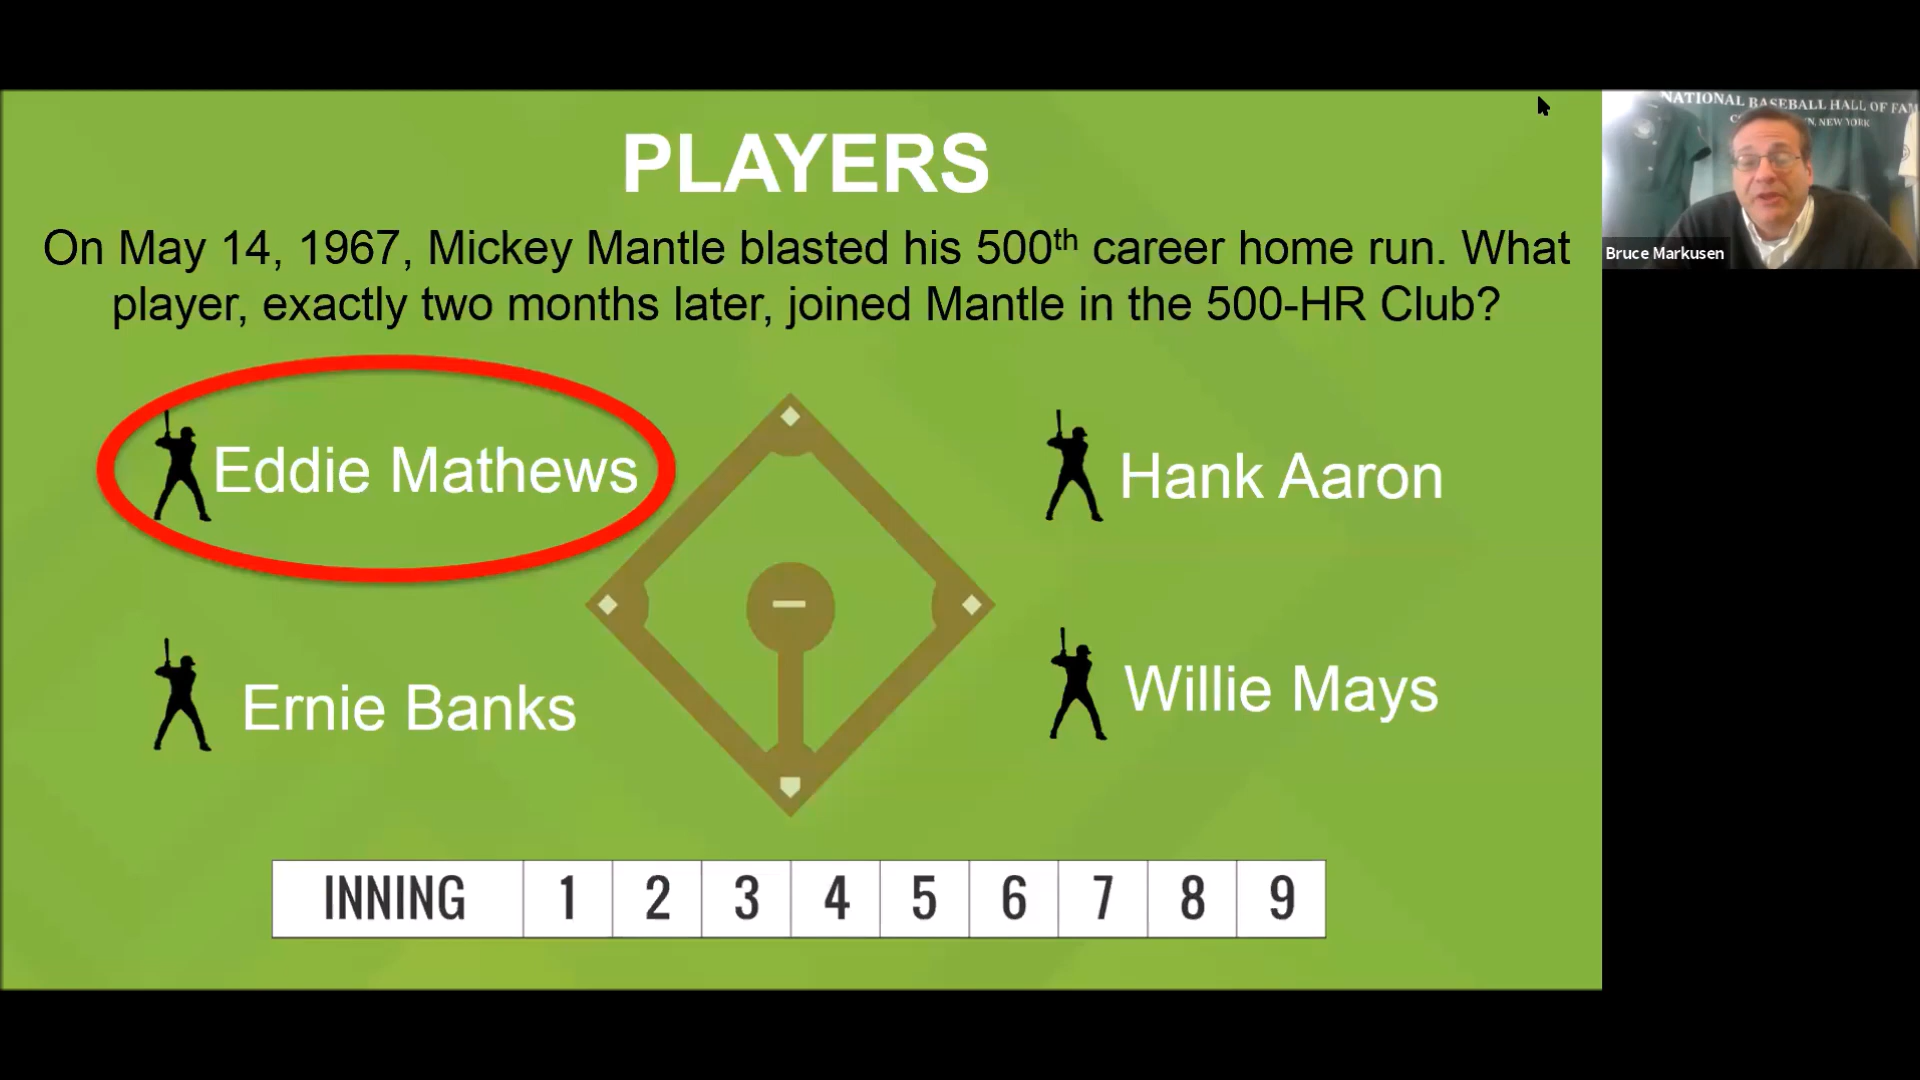 PLAYERS
On May 14, 1967, Mickey Mantle blasted his 500th career home run. What
player, exactly two months later, joined Mantle in the 500-HR Club?
Eddie Mathews
Hank Aaron
Ernie Banks
Willie Mays
INNING 1 2 3 4 5 6 7 8 9
NATIONAL BASEBALL HALL OF FAM
NEW YORK
Bruce Markusen